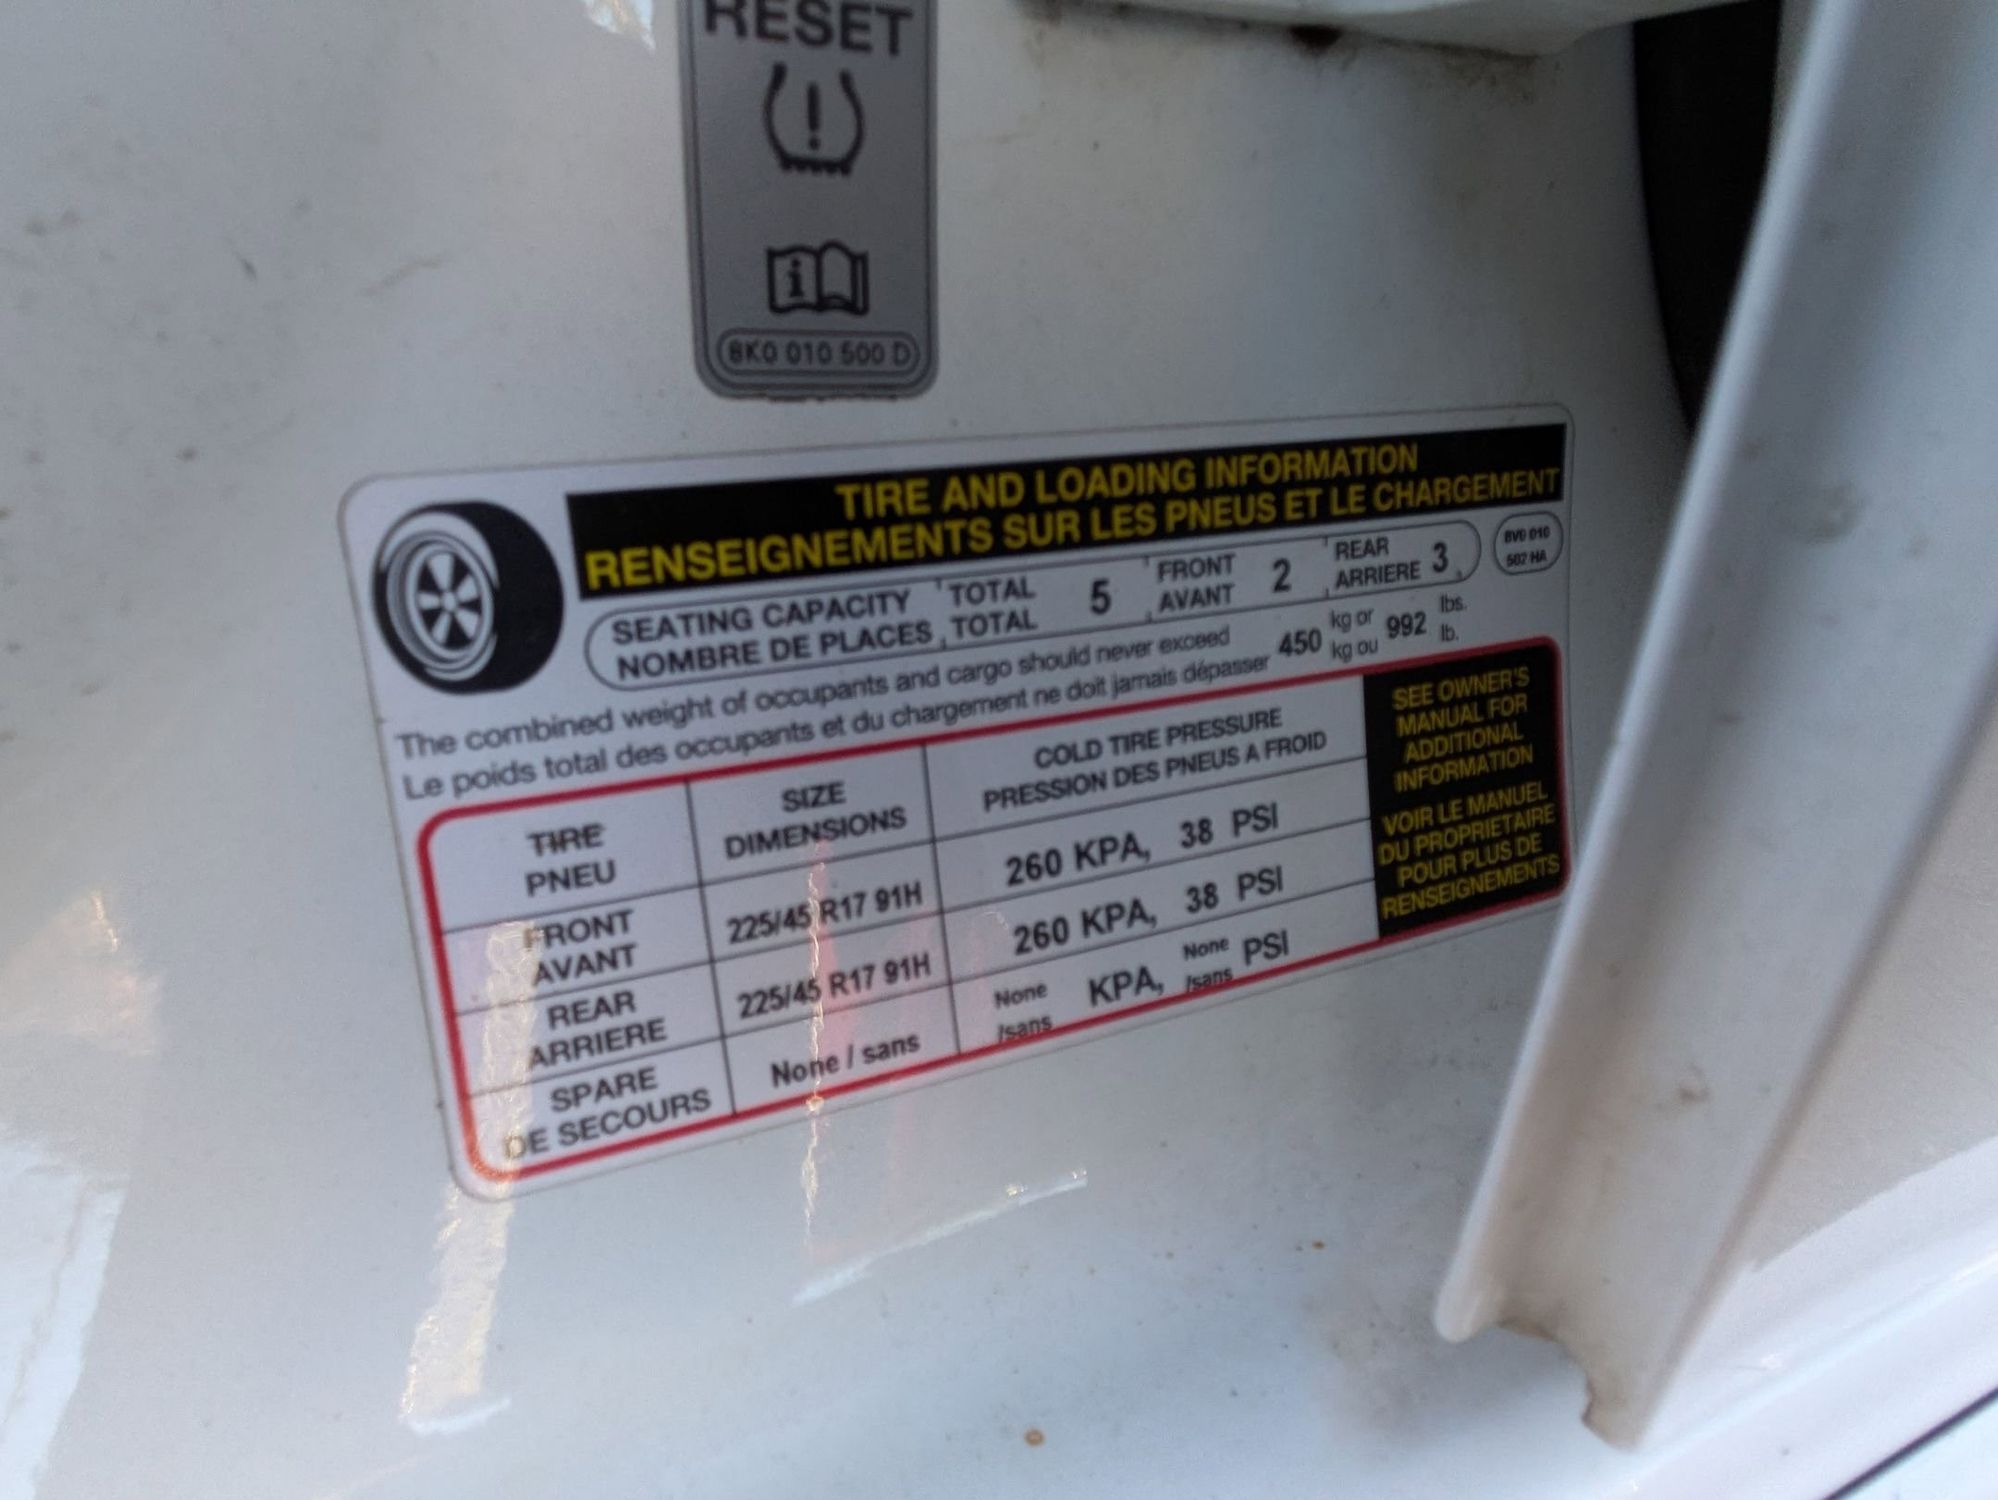 RESET
i
8K0 010 500 D
TIRE AND LOADING INFORMATION
RENSEIGNEMENTS SUR LES PNEUS ET LE CHARGEMENT
SEATING CAPACITY TOTAL 5 FRONT 2 REAR 3
NOMBRE DE PLACES TOTAL AVANT ARRIERE
8V0 010
502 HA
The combined weight of occupants and cargo should never exceed 450 kg or 992 lbs.
Le poids total des occupants et du chargement ne doit jamais dépasser kg ou lb.
TIRE SIZE COLD TIRE PRESSURE
PNEU DIMENSIONS PRESSION DES PNEUS A FROID
FRONT 225/45 R17 91H 260 KPA, 38 PSI
AVANT
REAR 225/45 R17 91H 260 KPA, 38 PSI
ARRIERE
SPARE None / sans None KPA, None PSI
DE SECOURS /sans /sans
SEE OWNER'S
MANUAL FOR
ADDITIONAL
INFORMATION
VOIR LE MANUEL
DU PROPRIETAIRE
POUR PLUS DE
RENSEIGNEMENTS